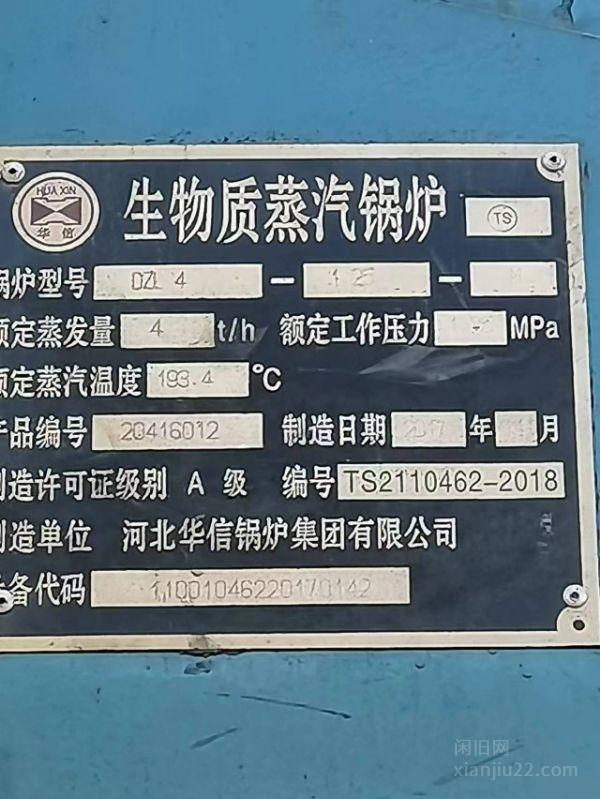 HUA XIN
华信
生物质蒸汽锅炉 TS
锅炉型号 DZL 4 - 1.25 - M
额定蒸发量 4 t/h 额定工作压力 MPa
额定蒸汽温度 193.4 ℃
产品编号 20416012 制造日期 2017 年 月
制造许可证级别 A 级 编号 TS2110462-2018
制造单位 河北华信锅炉集团有限公司
设备代码 11001046220170142
闲旧网
xianjiu22.com